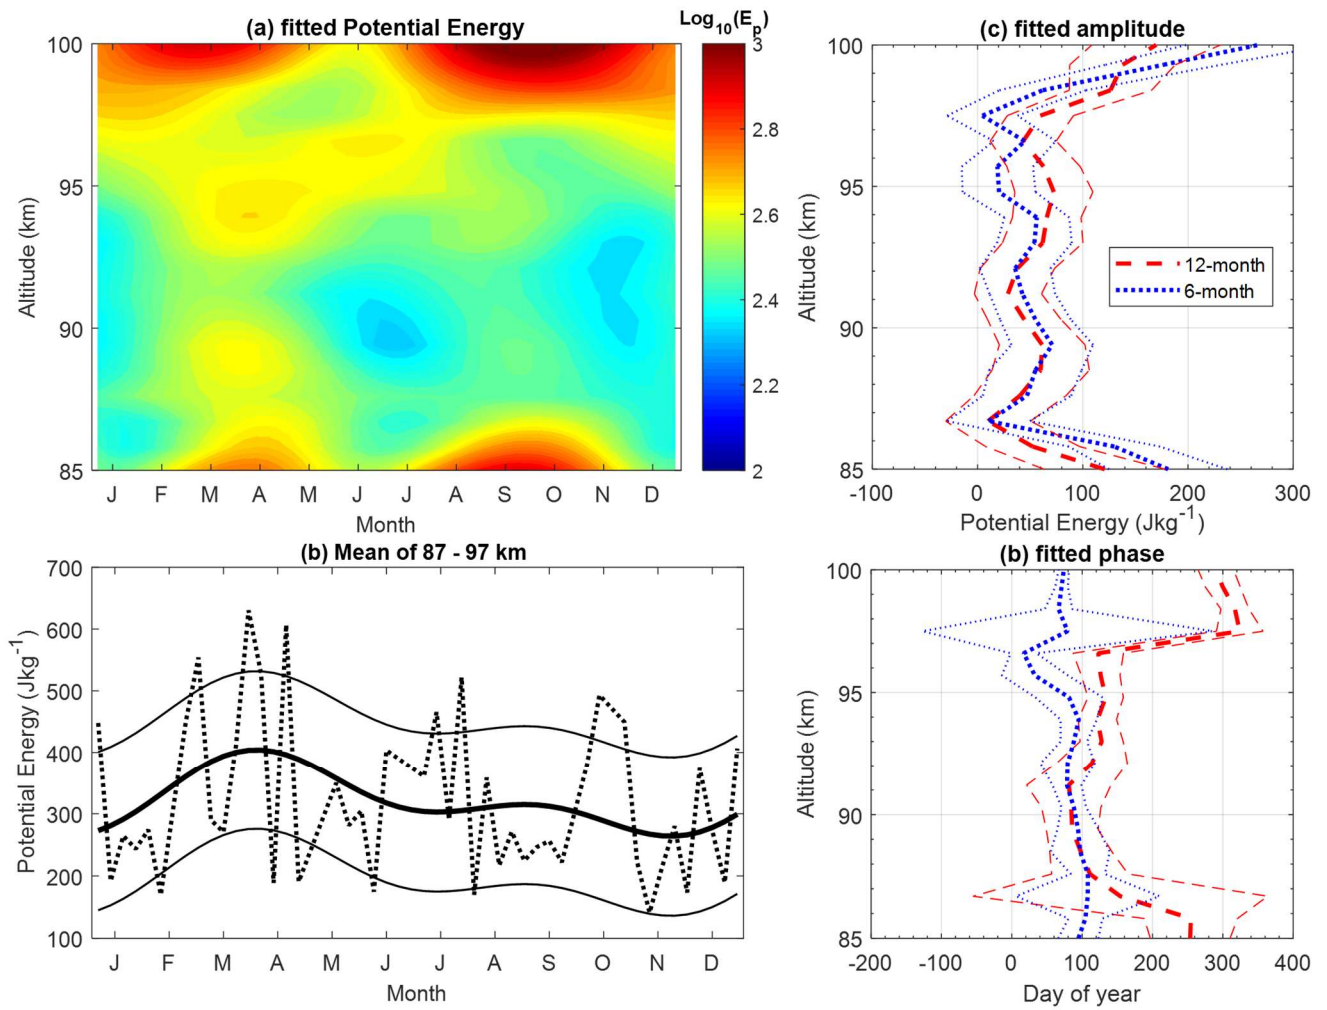 (a) fitted Potential Energy
Log10(Ep)
100
95
90
85
Altitude (km)
J F M A M J J A S O N D
Month
3
2.8
2.6
2.4
2.2
2
(c) fitted amplitude
100
95
90
85
Altitude (km)
12-month
6-month
-100 0 100 200 300
Potential Energy (Jkg-1)
(b) Mean of 87 - 97 km
700
600
500
400
300
200
100
Potential Energy (Jkg-1)
J F M A M J J A S O N D
Month
(b) fitted phase
100
95
90
85
Altitude (km)
-200 -100 0 100 200 300 400
Day of year